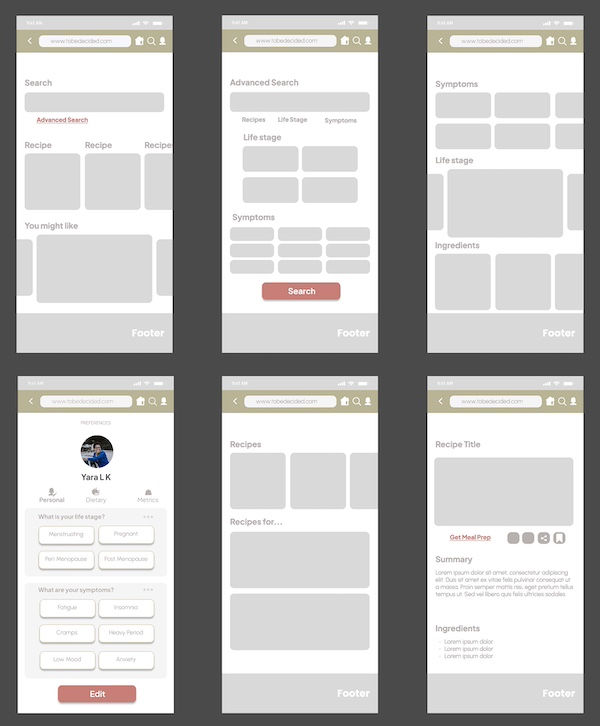 9:41 AM
www.tobedecided.com
Search
Advanced Search
Recipe
Recipe
Recipes
You might like
Footer
9:41 AM
www.tobedecided.com
Advanced Search
Recipes
Life Stage
Symptoms
Life stage
Symptoms
Search
Footer
9:41 AM
www.tobedecided.com
Symptoms
Life stage
Ingredients
Footer
9:41 AM
www.tobedecided.com
PREFERENCES
Yara L K
Personal
Dietary
Metrics
What is your life stage?
Menstruating
Pregnant
Peri Menopause
Post Menopause
What are your symptoms?
Fatigue
Insomnia
Cramps
Heavy Period
Low Mood
Anxiety
Edit
9:41 AM
www.tobedecided.com
Recipes
Recipes for...
Footer
9:41 AM
www.tobedecided.com
Recipe Title
Get Meal Prep
Summary
Lorem ipsum dolor sit amet, consectetur adipiscing
elit. Duis sit amet ex vitae felis pulvinar consequat ut
a massa. Proin semper mattis res, eget pretium urna
tempus ut. Sed vel libero quis felis ultricies sodales
Ingredients
- Lorem ipsum dolor
- Lorem ipsum dolor
- Lorem ipsum dolor
Footer